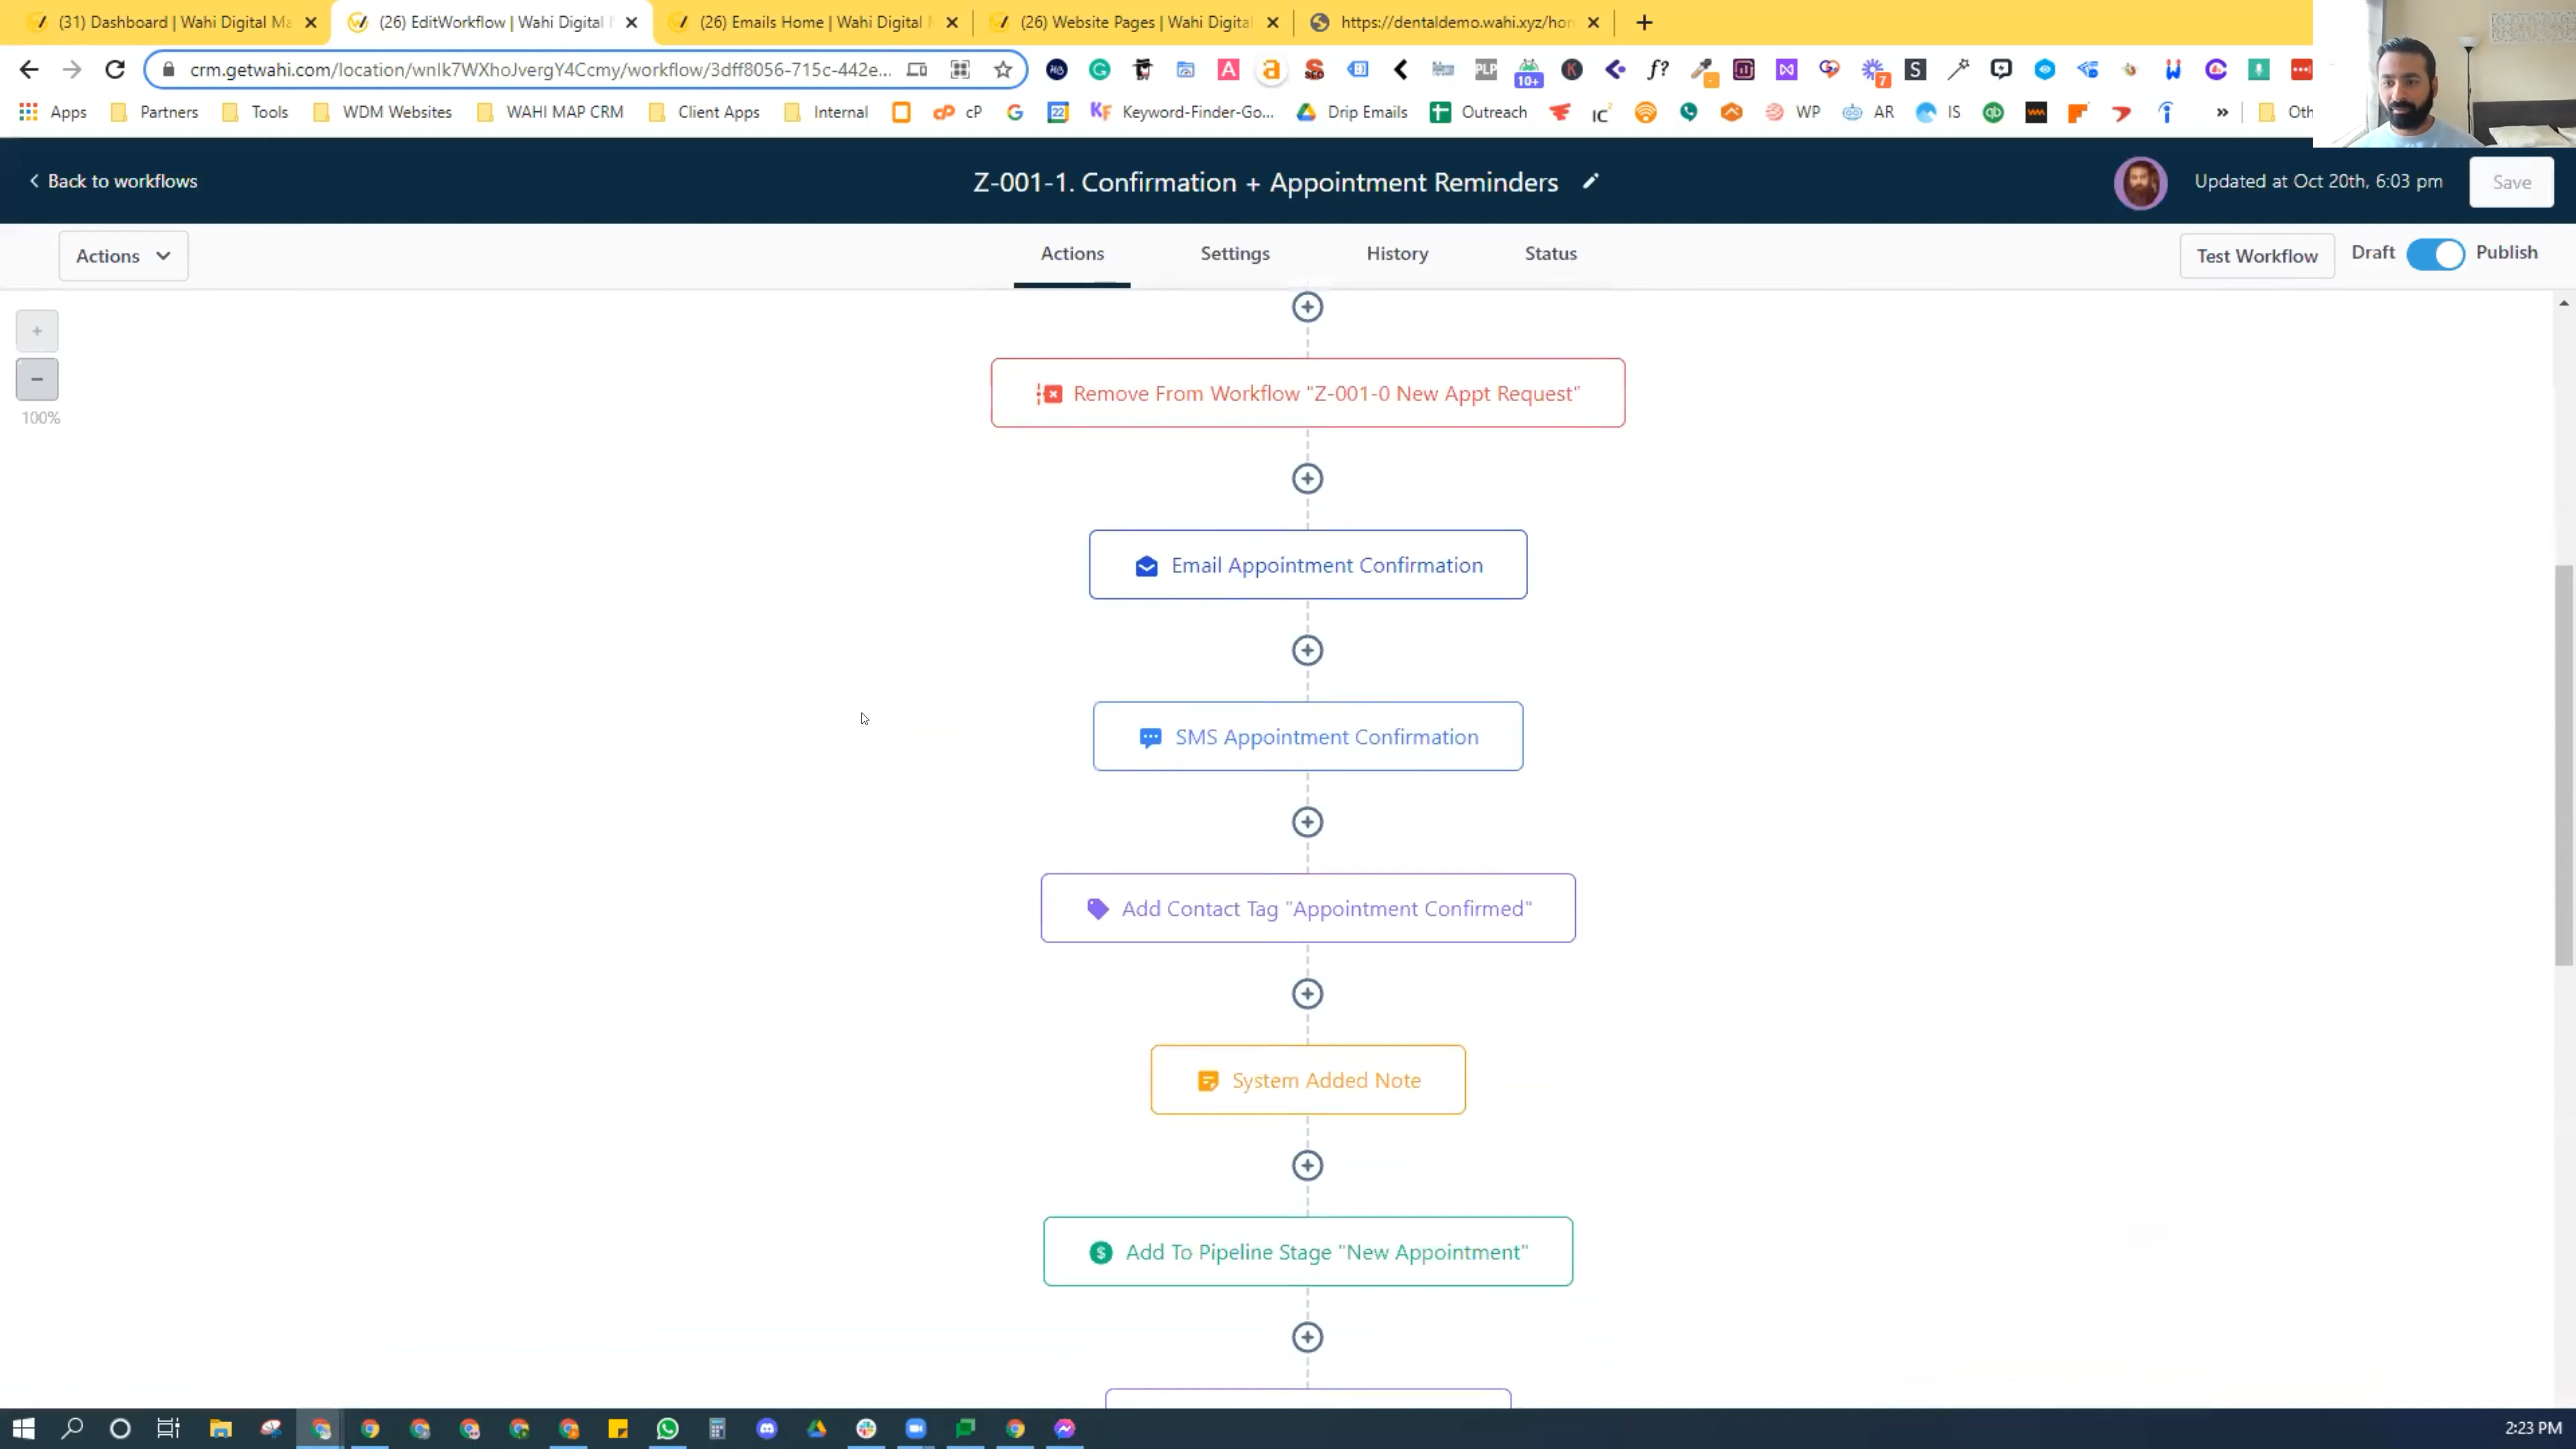 (31) Dashboard | Wahi Digital Ma
(26) EditWorkflow | Wahi Digital
(26) Emails Home | Wahi Digital
(26) Website Pages | Wahi Digital
https://dentaldemo.wahi.xyz/hor
crm.getwahi.com/location/wnlk7WXhoJvergY4Ccmy/workflow/3dff8056-715c-442e...
Apps
Partners
Tools
WDM Websites
WAHI MAP CRM
Client Apps
Internal
cP
Keyword-Finder-Go...
Drip Emails
Outreach
WP
AR
IS
Oth
Back to workflows
Z-001-1. Confirmation + Appointment Reminders
Updated at Oct 20th, 6:03 pm
Save
Actions
Actions
Settings
History
Status
Test Workflow
Draft
Publish
100%
Remove From Workflow "Z-001-0 New Appt Request"
Email Appointment Confirmation
SMS Appointment Confirmation
Add Contact Tag "Appointment Confirmed"
System Added Note
Add To Pipeline Stage "New Appointment"
2:23 PM